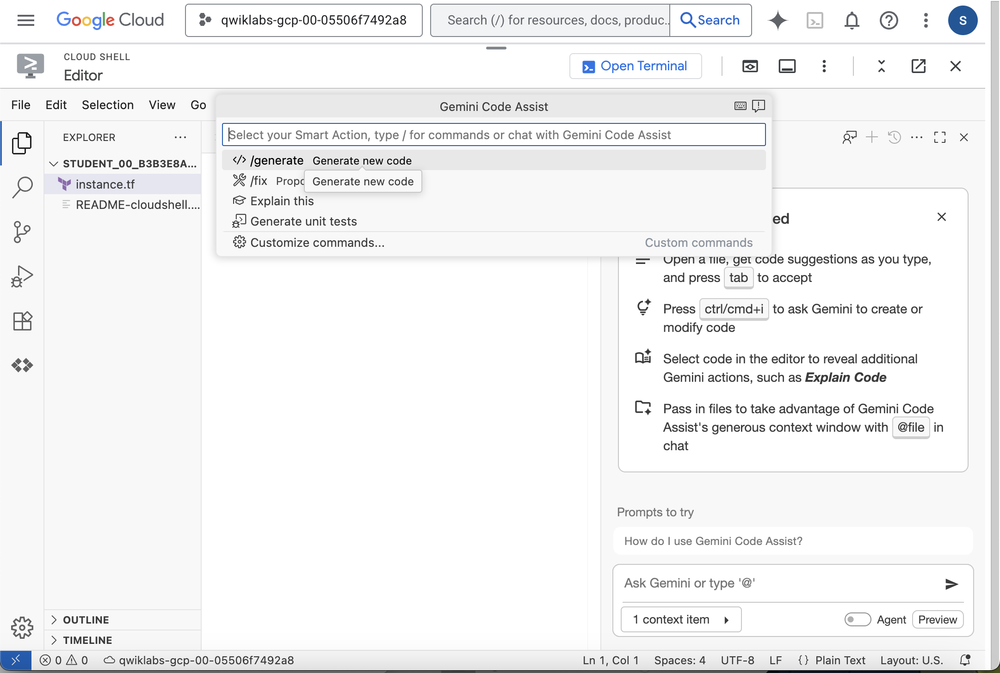 Google Cloud
qwiklabs-gcp-00-05506f7492a8
Search (/) for resources, docs, produc...
Search
S
CLOUD SHELL
Editor
Open Terminal
File Edit Selection View Go
Gemini Code Assist
Select your Smart Action, type / for commands or chat with Gemini Code Assist
/generate Generate new code
/fix Propo
Generate new code
Explain this
Generate unit tests
Customize commands... Custom commands
EXPLORER
STUDENT_00_B3B3E8A...
instance.tf
README-cloudshell....
ed
Open a file, get code suggestions as you type,
and press tab to accept
Press ctrl/cmd+i to ask Gemini to create or
modify code
Select code in the editor to reveal additional
Gemini actions, such as Explain Code
Pass in files to take advantage of Gemini Code
Assist's generous context window with @file in
chat
Prompts to try
How do I use Gemini Code Assist?
Ask Gemini or type '@'
1 context item
Agent Preview
OUTLINE
TIMELINE
0 0 qwiklabs-gcp-00-05506f7492a8
Ln 1, Col 1 Spaces: 4 UTF-8 LF {} Plain Text Layout: U.S.